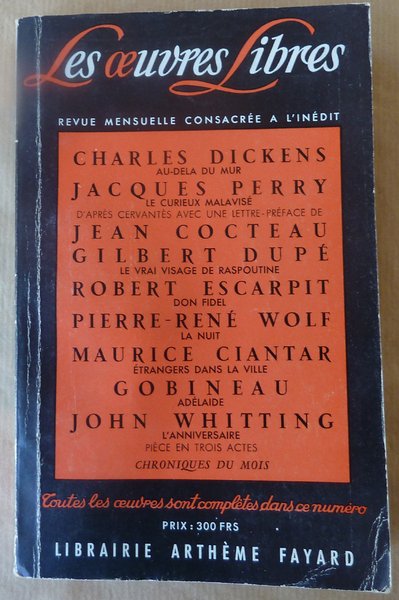 Les œuvres Libres
REVUE MENSUELLE CONSACRÉE A L'INÉDIT
CHARLES DICKENS
AU-DELA DU MUR
JACQUES PERRY
LE CURIEUX MALAVISÉ
D'APRÈS CERVANTÈS AVEC UNE LETTRE-PRÉFACE DE
JEAN COCTEAU
GILBERT DUPÉ
LE VRAI VISAGE DE RASPOUTINE
ROBERT ESCARPIT
DON FIDEL
PIERRE-RENÉ WOLF
LA NUIT
MAURICE CIANTAR
ÉTRANGERS DANS LA VILLE
GOBINEAU
ADÉLAIDE
JOHN WHITTING
L'ANNIVERSAIRE
PIÈCE EN TROIS ACTES
CHRONIQUES DU MOIS
Toutes les œuvres sont complètes dans ce numéro
PRIX : 300 FRS
LIBRAIRIE ARTHÈME FAYARD